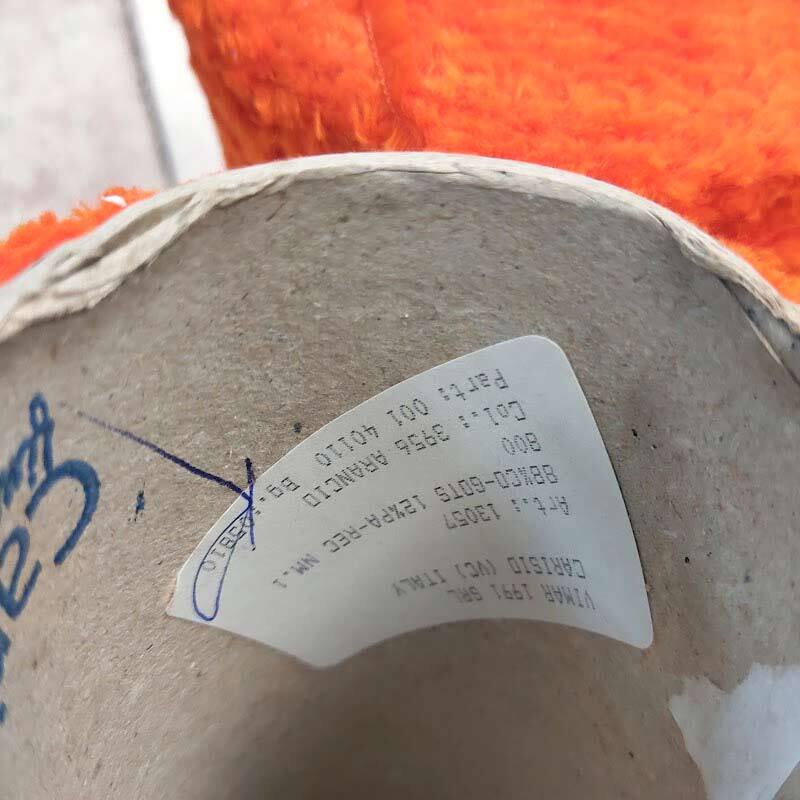 VIMAR 1991 SRL
CARISIO (VC) ITALY
Art.: 13057
88%CO-GOTS 12%PA-REC NM.1
800
Col.: 3956 ARANCIO Bg.:
Part: 001 40110